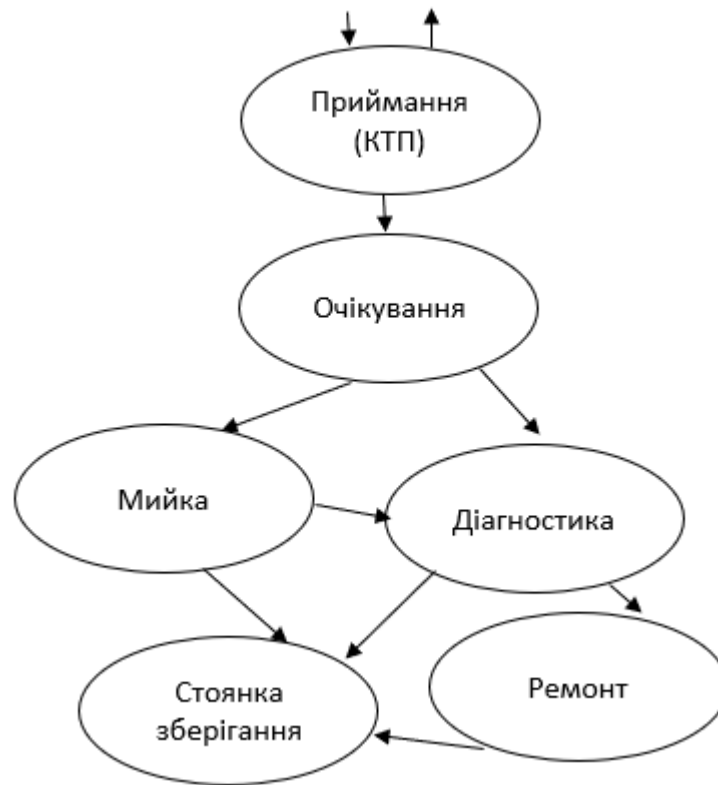 Приймання
(КТП)
Очікування
Мийка
Діагностика
Стоянка
зберігання
Ремонт